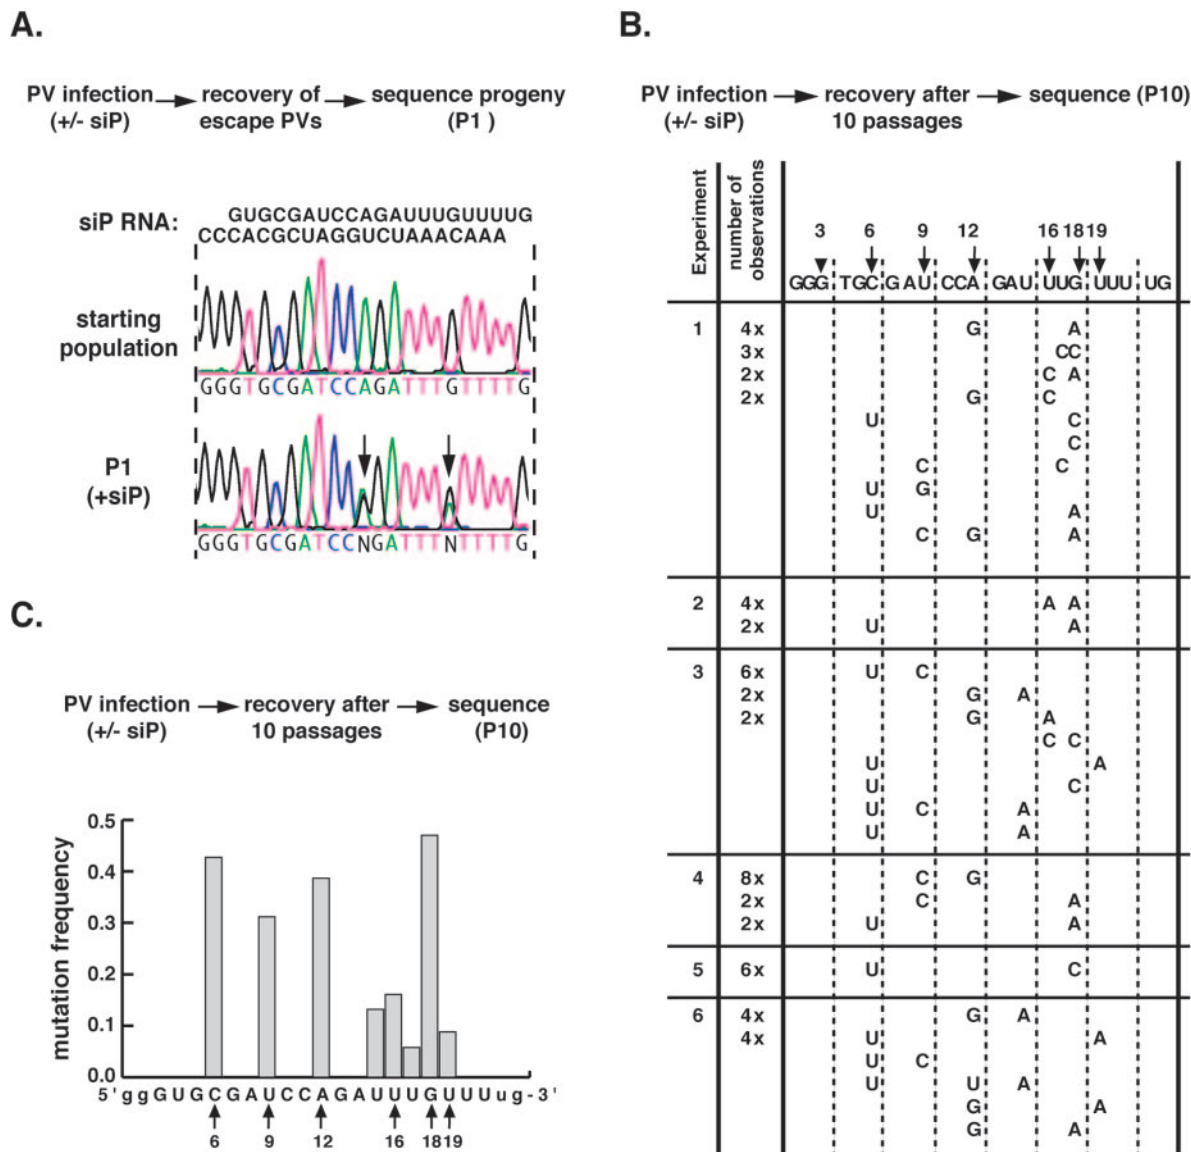 A.
PV infection (+/- siP) → recovery of escape PVs → sequence progeny (P1 )
siP RNA:
GUGCGAUCCAGAUUUGUUUUG
CCCACGCUAGGUCUAAACAAA
starting population
GGGTGCGATCCAGATTTGTTTTG
P1 (+siP)
GGGTGCGATCCNGATTTNTTTTG
B.
PV infection (+/- siP) → recovery after 10 passages → sequence (P10)
Experiment
number of observations
3 6 9 12 16 18 19
GGG TGC GAU CCA GAU UUG UUU UG
1 4x G A
3x CC
2x C A
2x G C
U C
C
C C
U G
U A
C G A
2 4x A A
2x U A
3 6x U C
2x G A
2x G A
C C
U A
U C
U C A
U A
4 8x C G
2x C A
2x U A
5 6x U C
6 4x G A
4x U A
U C
U U A
G A
G A
C.
PV infection (+/- siP) → recovery after 10 passages → sequence (P10)
mutation frequency
0.5
0.4
0.3
0.2
0.1
0.0
5'ggGUGCGAUCCAGAUUUGUUUug-3'
6 9 12 16 18 19